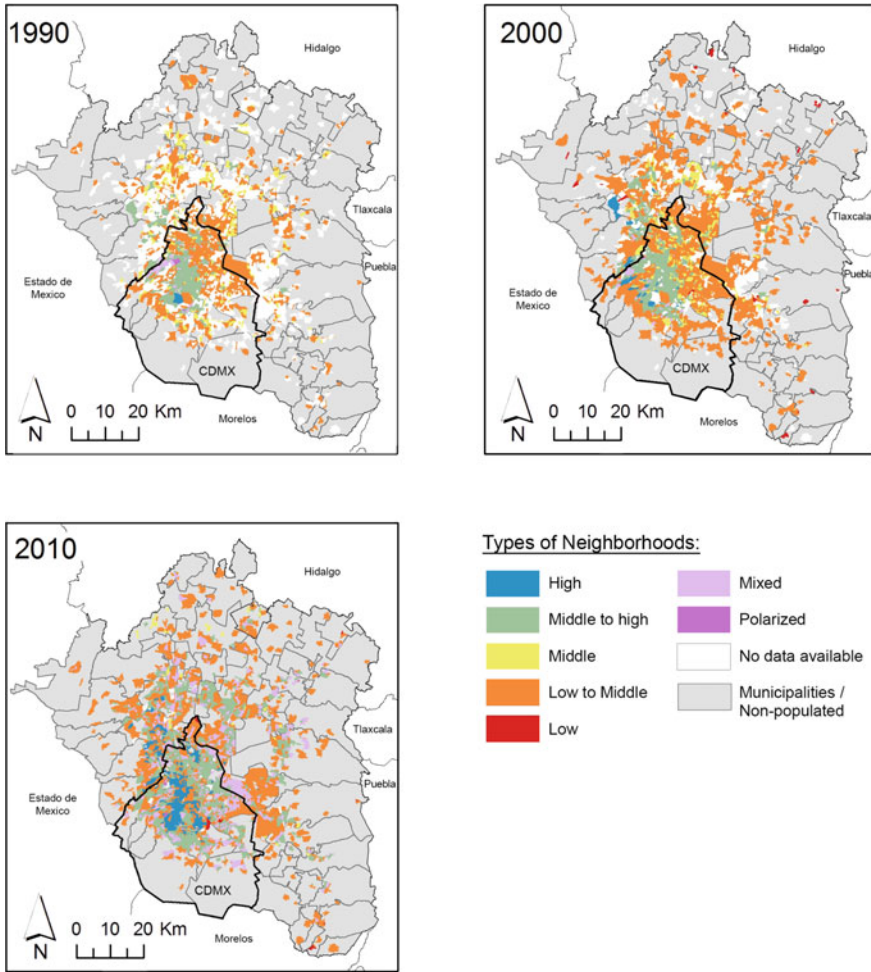 1990
Hidalgo
Tlaxcala
Puebla
Estado de
Mexico
CDMX
Morelos
N
0 10 20 Km
2000
Hidalgo
Tlaxcala
Puebla
Estado de
Mexico
CDMX
Morelos
N
0 10 20 Km
2010
Hidalgo
Tlaxcala
Puebla
Estado de
Mexico
CDMX
Morelos
N
0 10 20 Km
Types of Neighborhoods:
High
Middle to high
Middle
Low to Middle
Low
Mixed
Polarized
No data available
Municipalities /
Non-populated